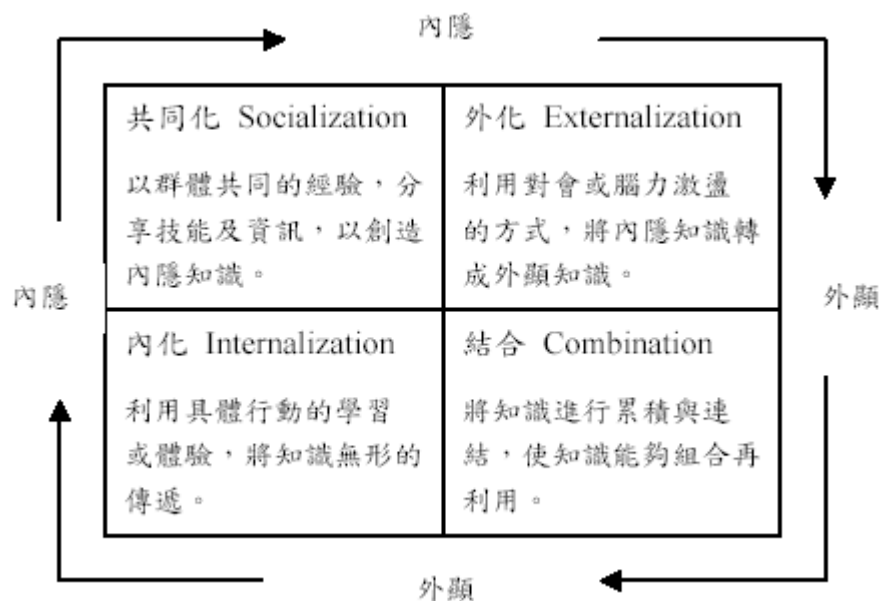 內隱
共同化 Socialization
以群體共同的經驗，分
享技能及資訊，以創造
內隱知識。
外化 Externalization
利用對會或腦力激盪
的方式，將內隱知識轉
成外顯知識。
內隱
外顯
內化 Internalization
利用具體行動的學習
或體驗，將知識無形的
傳遞。
結合 Combination
將知識進行累積與連
結，使知識能夠組合再
利用。
外顯